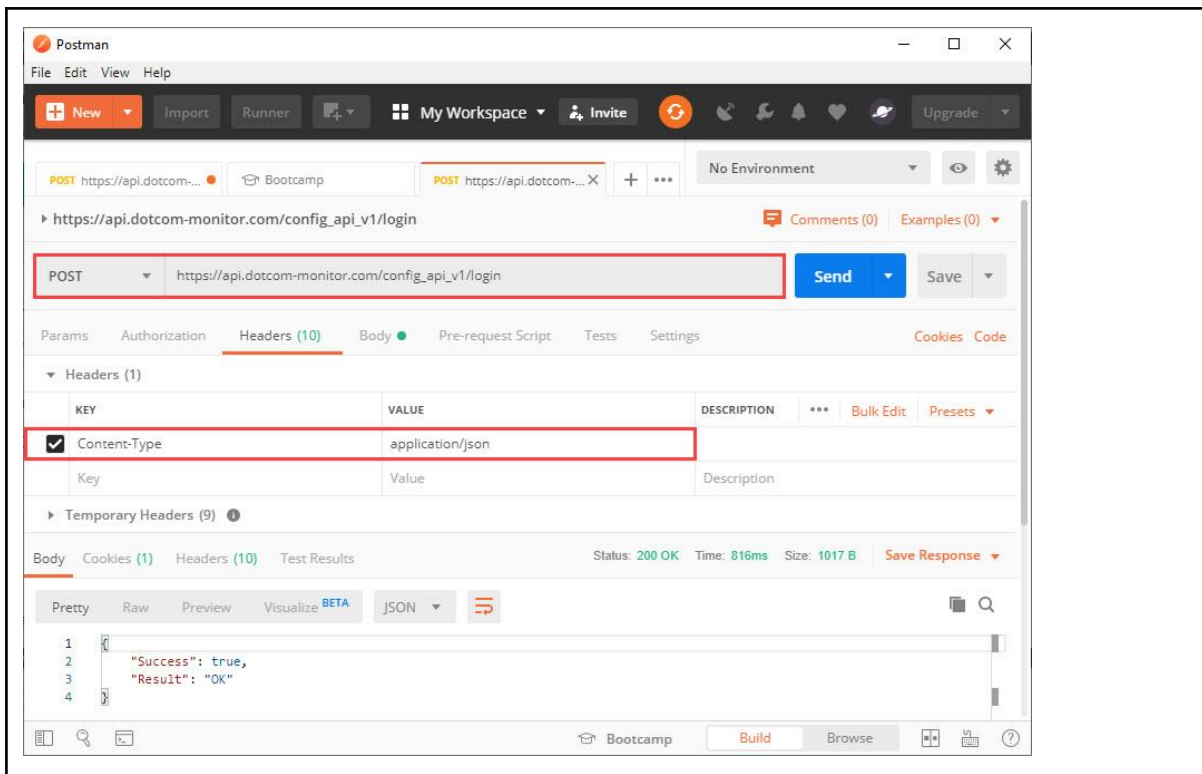 Postman
File Edit View Help
New Import Runner My Workspace Invite Upgrade
POST https://api.dotcom-... Bootcamp POST https://api.dotcom-... X + ••• No Environment
https://api.dotcom-monitor.com/config_api_v1/login Comments (0) Examples (0)
POST https://api.dotcom-monitor.com/config_api_v1/login Send Save
Params Authorization Headers (10) Body Pre-request Script Tests Settings Cookies Code
Headers (1)
KEY VALUE DESCRIPTION ••• Bulk Edit Presets
Content-Type application/json
Key Value Description
Temporary Headers (9)
Body Cookies (1) Headers (10) Test Results Status: 200 OK Time: 816ms Size: 1017 B Save Response
Pretty Raw Preview Visualize BETA JSON
1 {
2 "Success": true,
3 "Result": "OK"
4 }
Bootcamp Build Browse